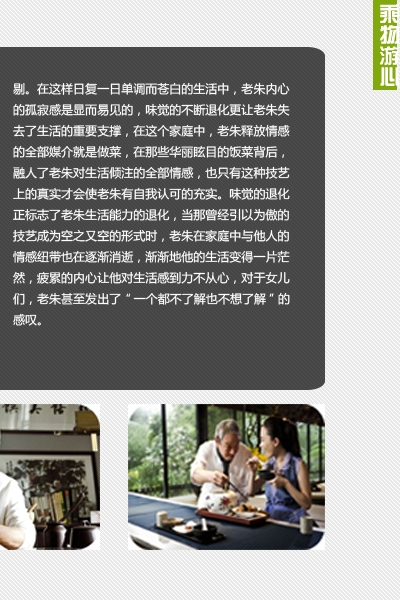 乘物游心
剔。在这样日复一日单调而苍白的生活中，老朱内心
的孤寂感是显而易见的，味觉的不断退化更让老朱失
去了生活的重要支撑，在这个家庭中，老朱释放情感
的全部媒介就是做菜，在那些华丽眩目的饭菜背后，
融人了老朱对生活倾注的全部情感，也只有这种技艺
上的真实才会使老朱有自我认可的充实。味觉的退化
正标志了老朱生活能力的退化，当那曾经引以为傲的
技艺成为空之又空的形式时，老朱在家庭中与他人的
情感纽带也在逐渐消逝，渐渐地他的生活变得一片茫
然，疲累的内心让他对生活感到力不从心，对于女儿
们，老朱甚至发出了“一个都不了解也不想了解”的
感叹。